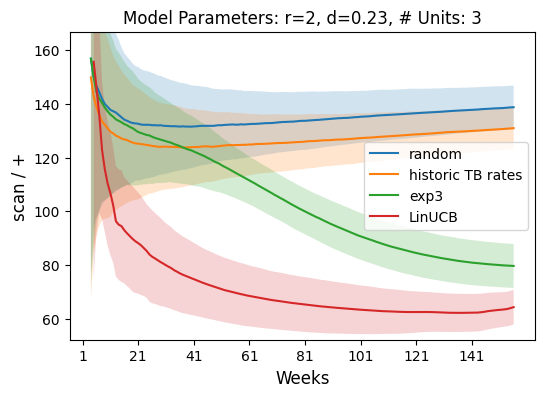 Model Parameters: r=2, d=0.23, # Units: 3
scan / +
160
140
120
100
80
60
random
historic TB rates
exp3
LinUCB
1 21 41 61 81 101 121 141
Weeks